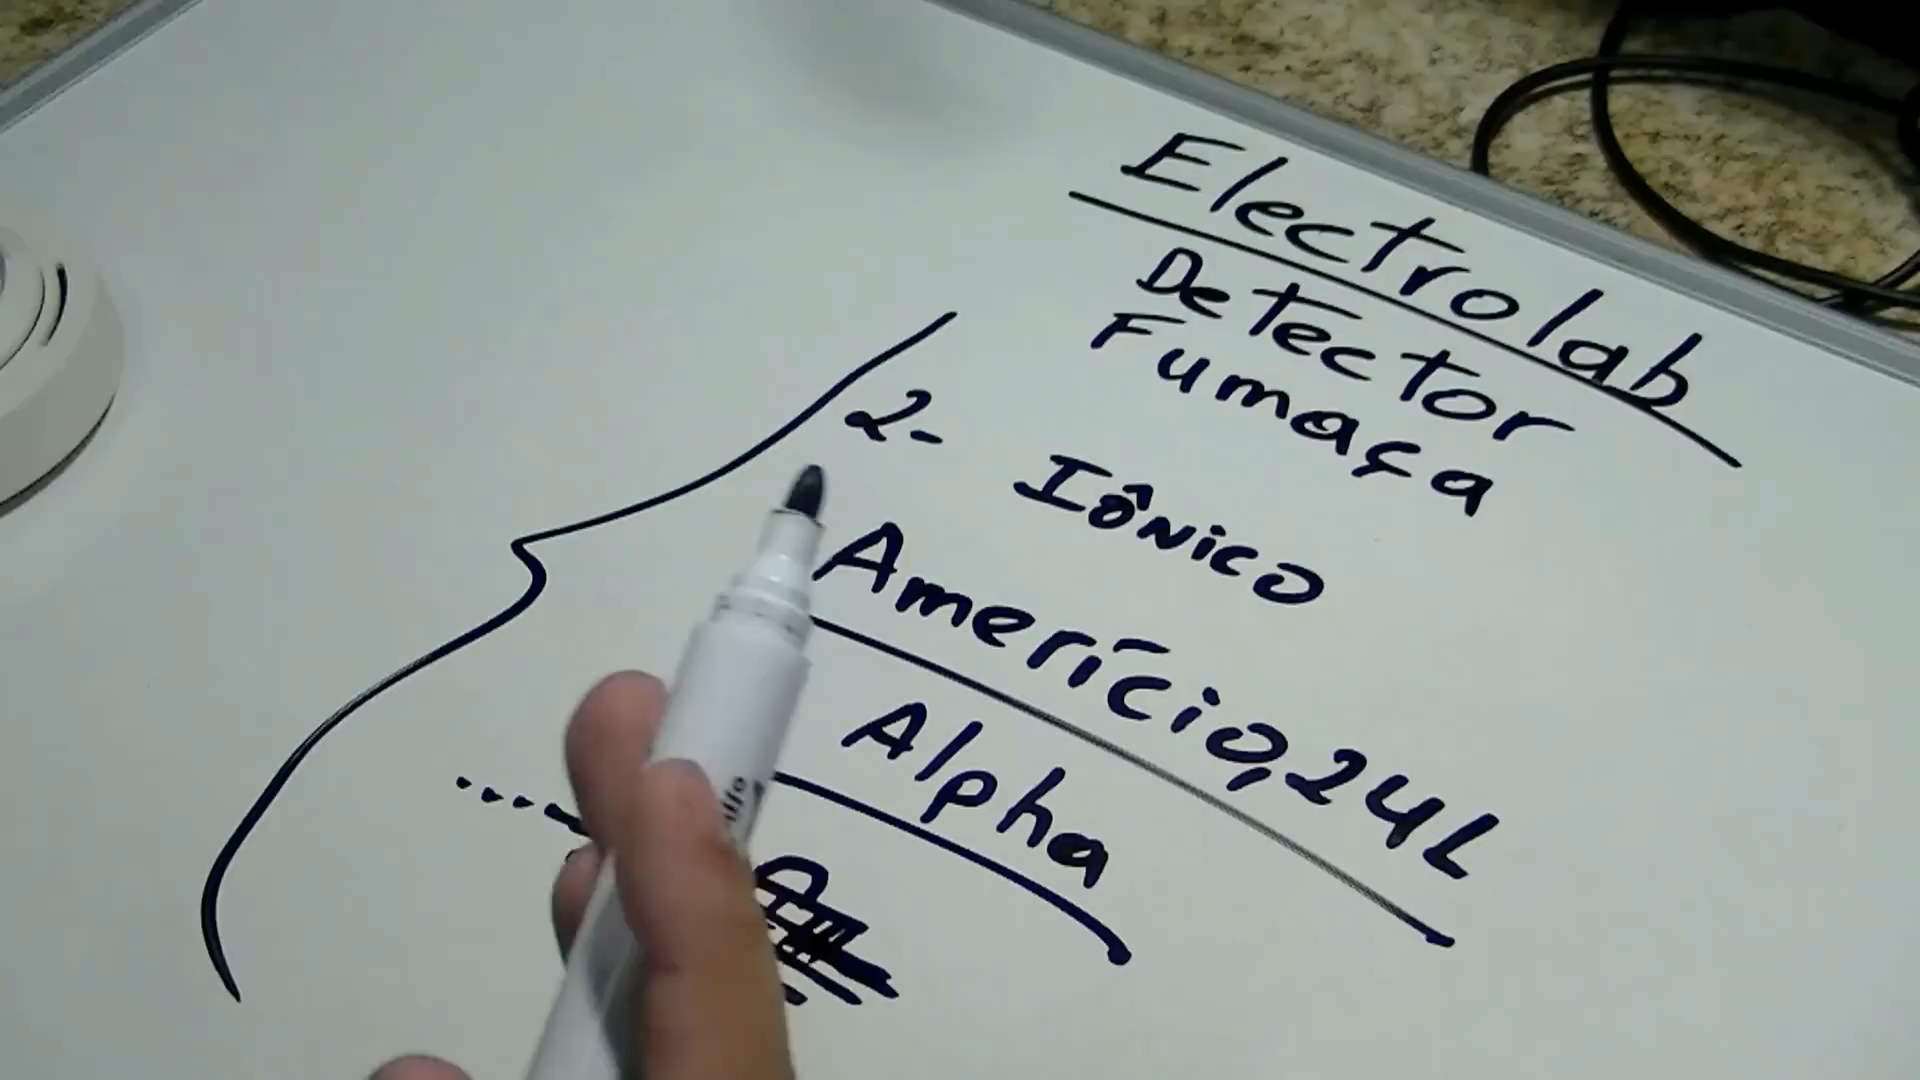 Electrolab
Detector
Fumaça
2- Iônico
Amerício,241
Alpha